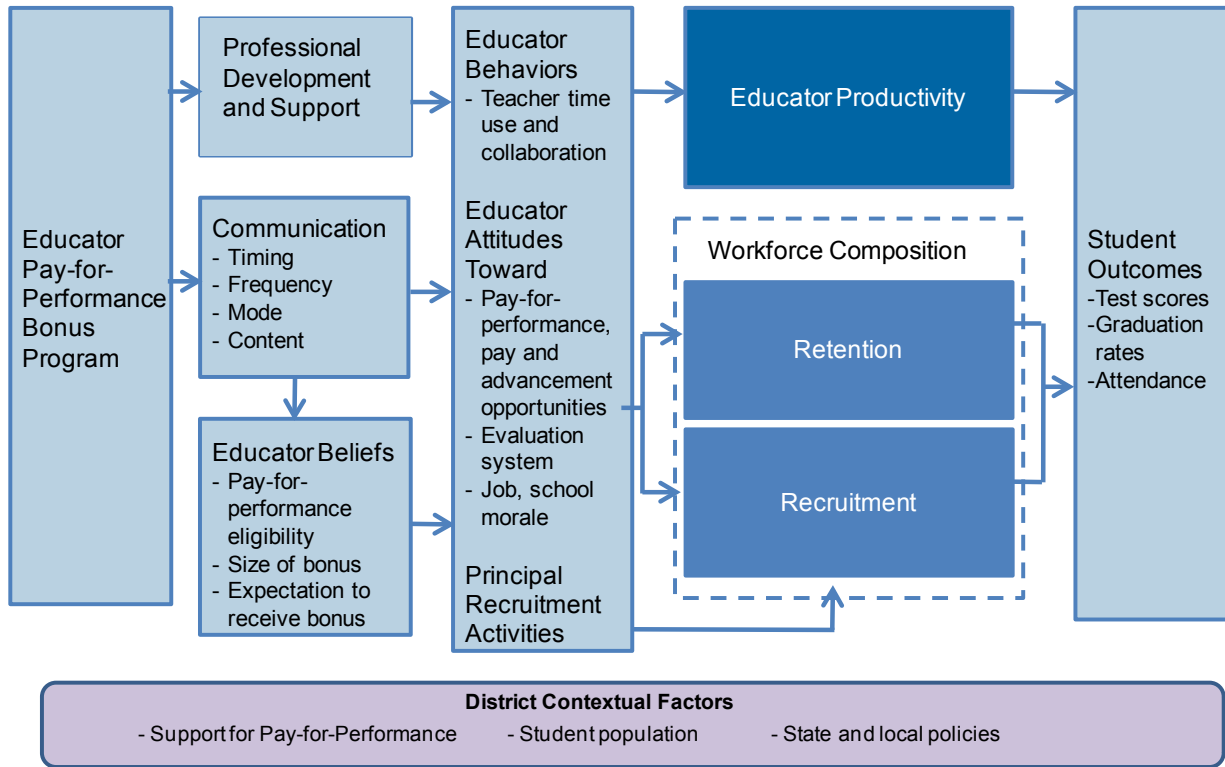 Educator
Pay-for-
Performance
Bonus
Program
Professional
Development
and Support
Communication
- Timing
- Frequency
- Mode
- Content
Educator Beliefs
- Pay-for-
performance
eligibility
- Size of bonus
- Expectation to
receive bonus
Educator
Behaviors
- Teacher time
use and
collaboration
Educator
Attitudes
Toward
- Pay-for-
performance,
pay and
advancement
opportunities
- Evaluation
system
- Job, school
morale
Principal
Recruitment
Activities
Educator Productivity
Workforce Composition
Retention
Recruitment
Student
Outcomes
-Test scores
-Graduation
rates
-Attendance
District Contextual Factors
- Support for Pay-for-Performance - Student population - State and local policies